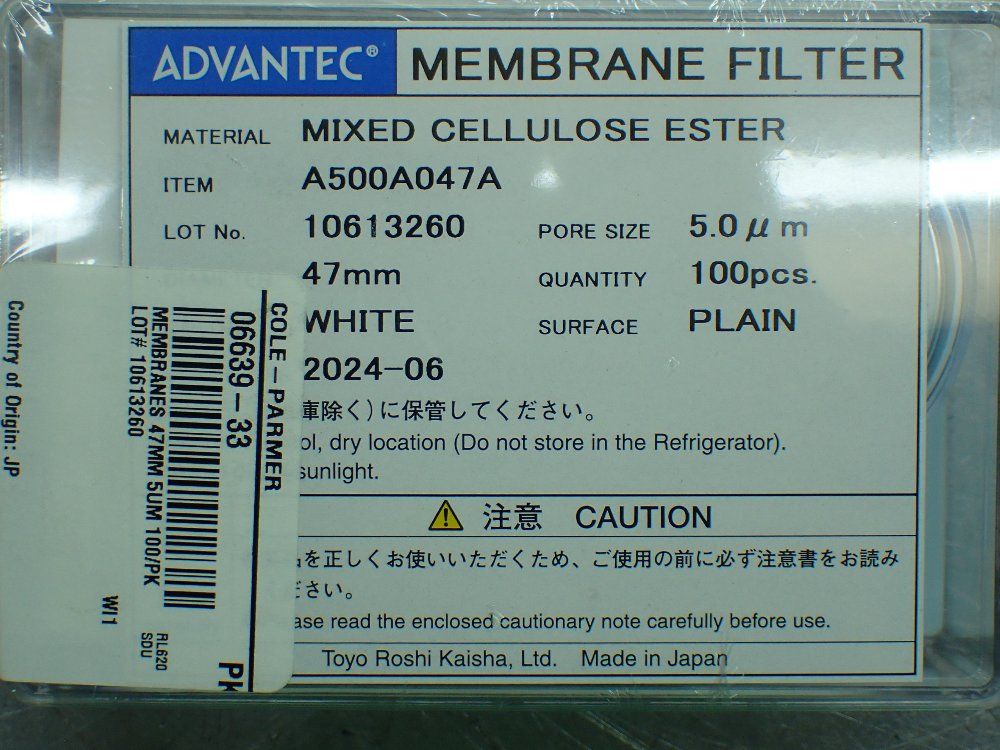 ADVANTEC® MEMBRANE FILTER
MATERIAL MIXED CELLULOSE ESTER
ITEM A500A047A
LOT No. 10613260 PORE SIZE 5.0 μm
47mm QUANTITY 100pcs.
WHITE SURFACE PLAIN
2024-06
庫除く)に保管してください。
ol, dry location (Do not store in the Refrigerator).
sunlight.
注意 CAUTION
を正しくお使いいただくため、ご使用の前に必ず注意書をお読み
ださい。
ase read the enclosed cautionary note carefully before use.
Toyo Roshi Kaisha, Ltd. Made in Japan
COLE-PARMER
06639-33
MEMBRANES 47MM 5UM 100/PK
LOT# 10613260
RL620
SDU
WI1
PK
Country of Origin: JP